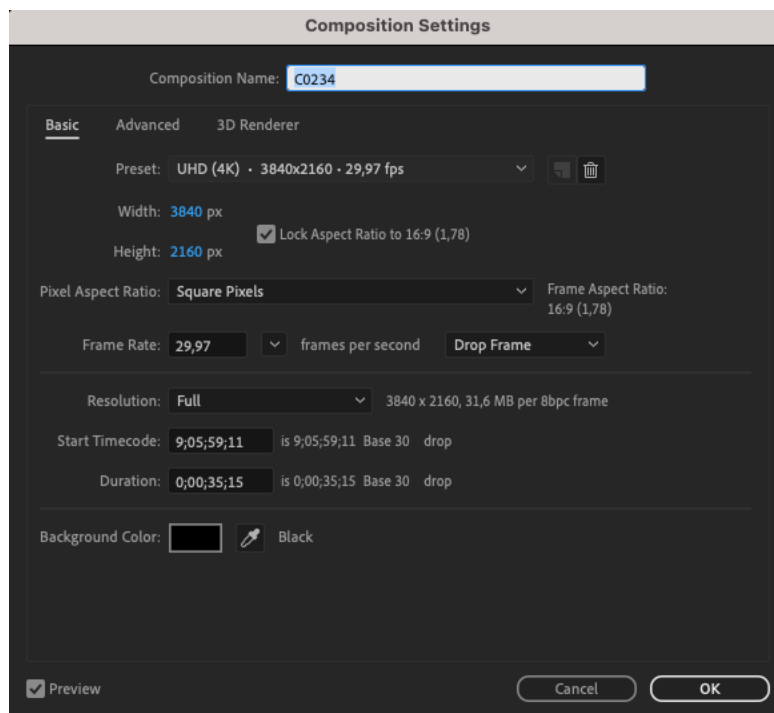 Composition Settings
Composition Name: C0234
Basic Advanced 3D Renderer
Preset: UHD (4K) • 3840x2160 • 29,97 fps
Width: 3840 px
Lock Aspect Ratio to 16:9 (1,78)
Height: 2160 px
Pixel Aspect Ratio: Square Pixels Frame Aspect Ratio:
16:9 (1,78)
Frame Rate: 29,97 frames per second Drop Frame
Resolution: Full 3840 x 2160, 31,6 MB per 8bpc frame
Start Timecode: 9;05;59;11 is 9;05;59;11 Base 30 drop
Duration: 0;00;35;15 is 0;00;35;15 Base 30 drop
Background Color: Black
Preview Cancel OK